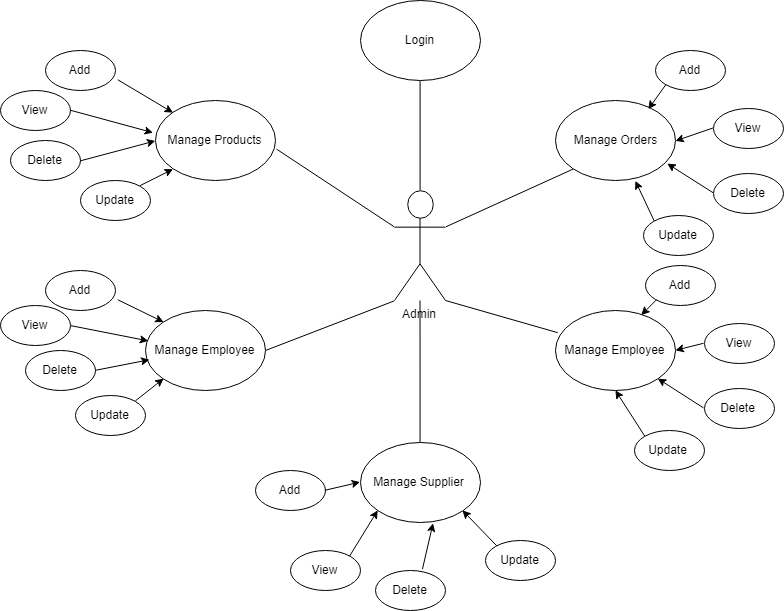 Login
Add
View
Manage Products
Delete
Update
Add
View
Manage Orders
Delete
Update
Admin
Add
View
Manage Employee
Delete
Update
Add
View
Manage Employee
Delete
Update
Manage Supplier
Add
View
Delete
Update